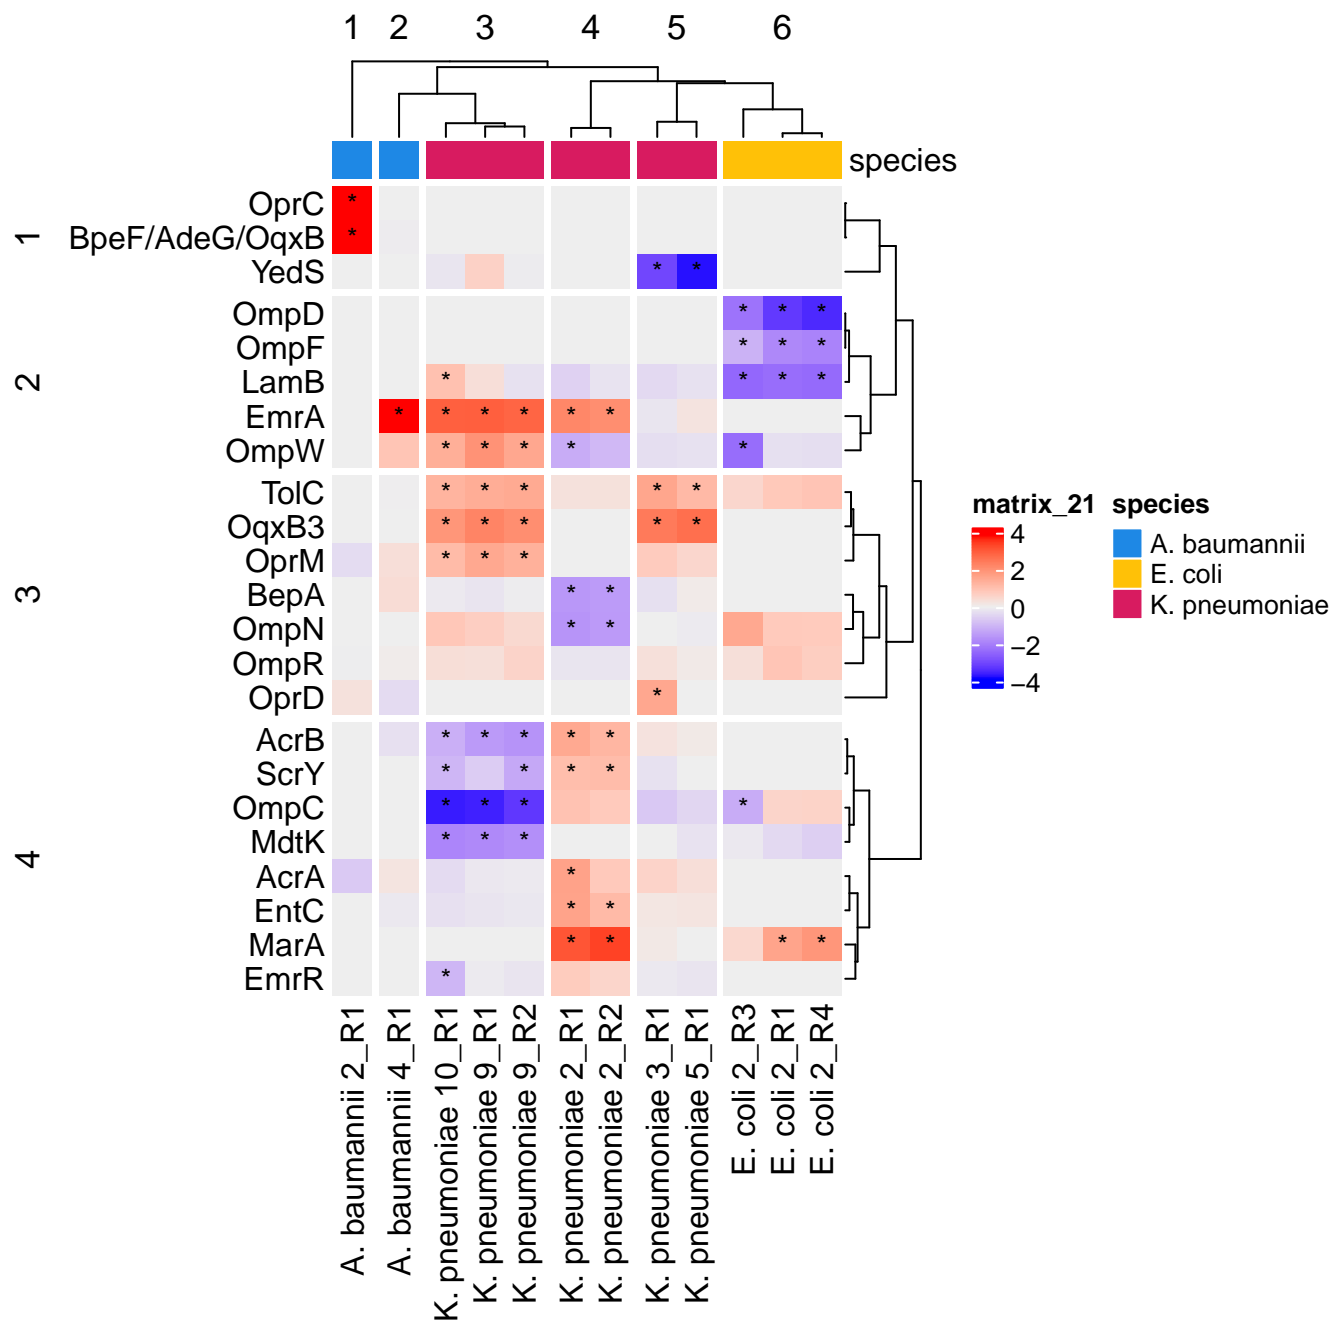 1 2 3 4 5 6
species
1
OprC
BpeF/AdeG/OqxB
YedS
2
OmpD
OmpF
LamB
EmrA
OmpW
3
TolC
OqxB3
OprM
BepA
OmpN
OmpR
OprD
4
AcrB
ScrY
OmpC
MdtK
AcrA
EntC
MarA
EmrR
* 
*
* *
* * *
* * *
* * * *
* * * * * *
* * * * *
* * * * *
* * * * *
* * *
* *
* *
*
* * * * *
* * * *
* * * *
* * *
*
* *
* * * *
*
A. baumannii 2_R1
A. baumannii 4_R1
K. pneumoniae 10_R1
K. pneumoniae 9_R1
K. pneumoniae 9_R2
K. pneumoniae 2_R1
K. pneumoniae 2_R2
K. pneumoniae 3_R1
K. pneumoniae 5_R1
E. coli 2_R3
E. coli 2_R1
E. coli 2_R4
matrix_21
4
2
0
−2
−4
species
A. baumannii
E. coli
K. pneumoniae